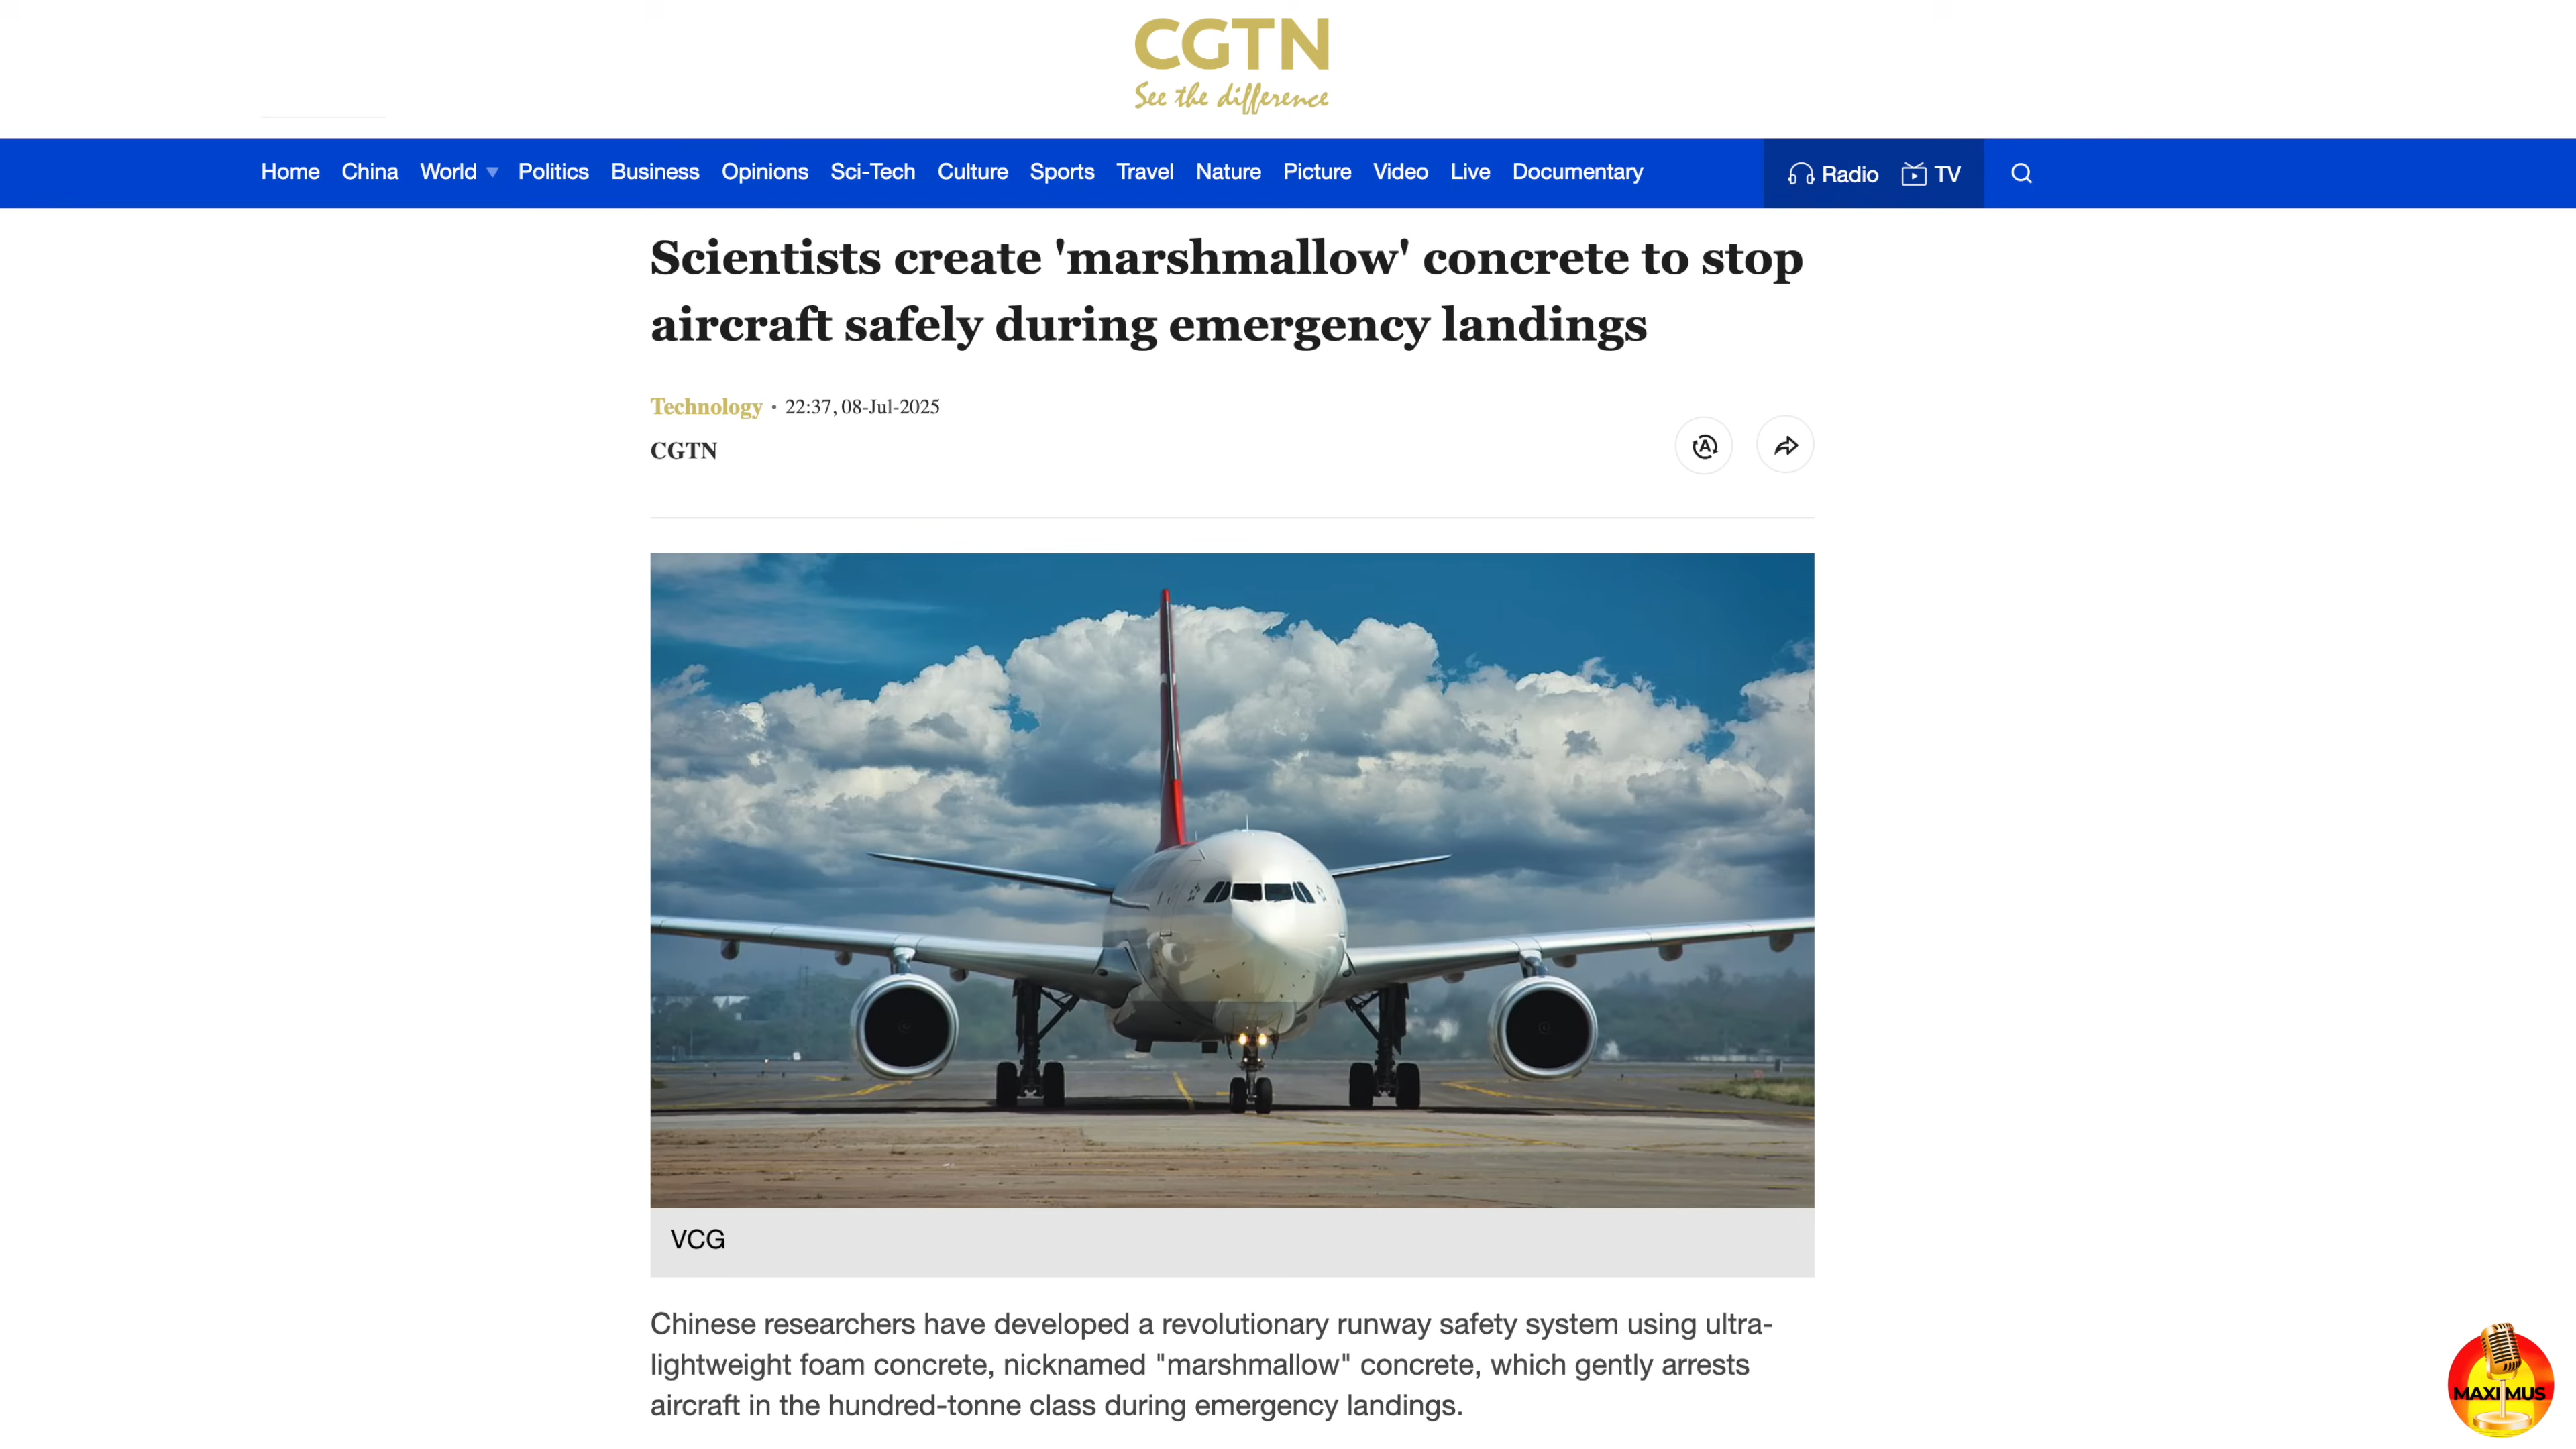 CGTN
See the difference
Home China World Politics Business Opinions Sci-Tech Culture Sports Travel Nature Picture Video Live Documentary Radio TV
Scientists create 'marshmallow' concrete to stop
aircraft safely during emergency landings
Technology • 22:37, 08-Jul-2025
CGTN
A
VCG
Chinese researchers have developed a revolutionary runway safety system using ultra-
lightweight foam concrete, nicknamed "marshmallow" concrete, which gently arrests
aircraft in the hundred-tonne class during emergency landings.
MAXIMUS